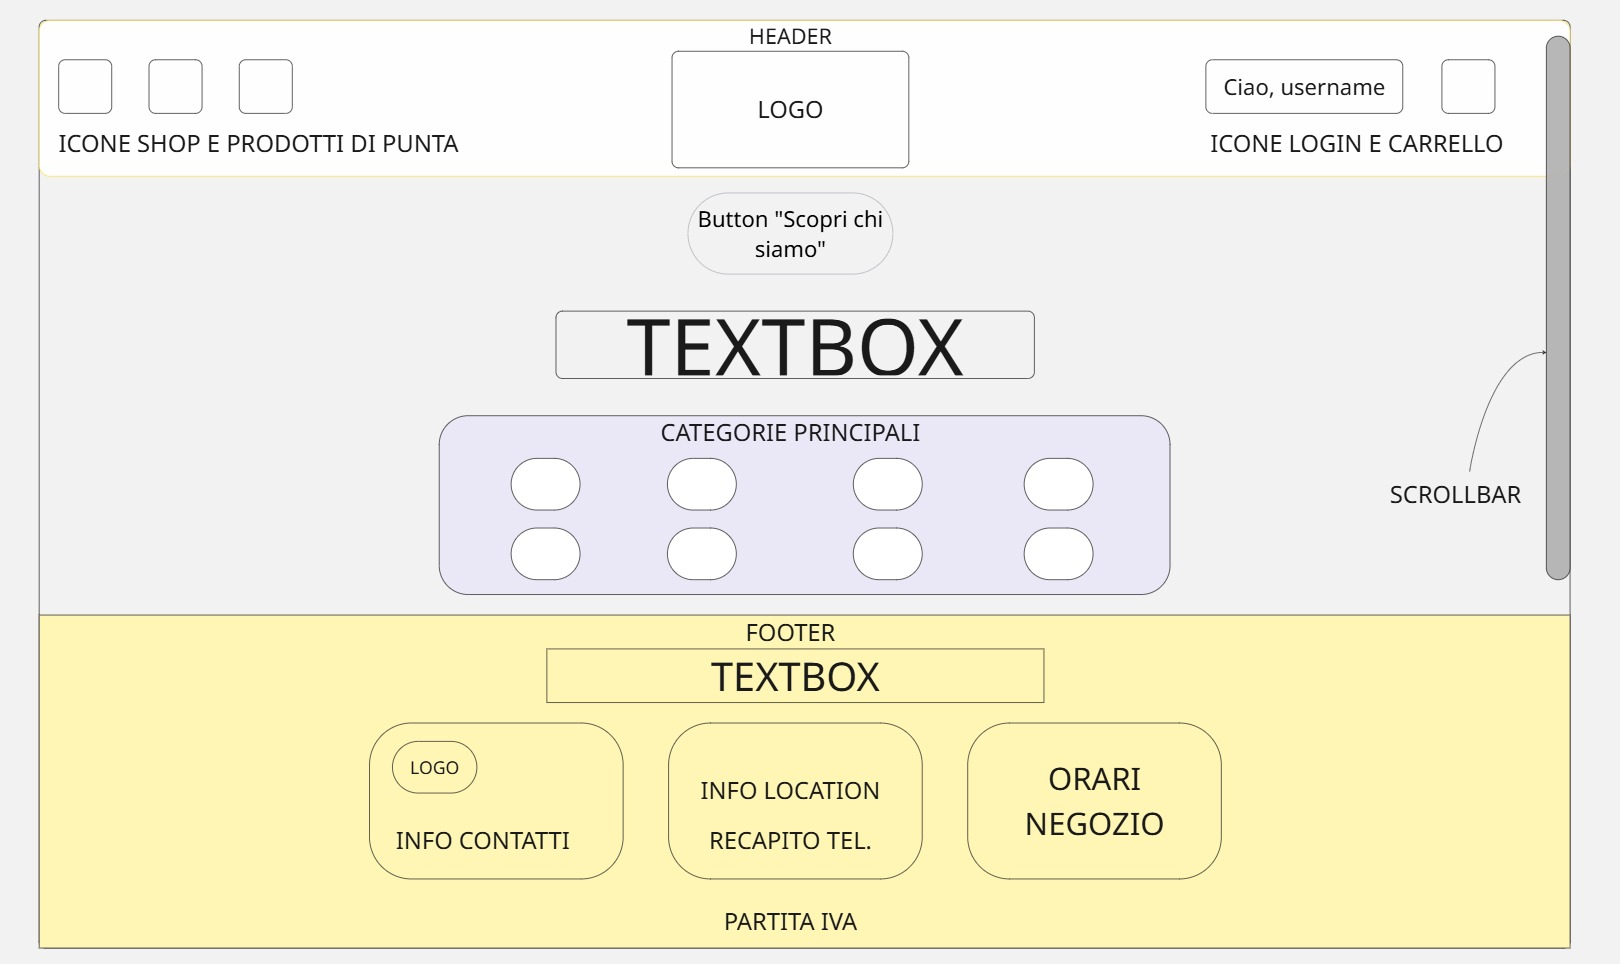 HEADER
LOGO
Ciao, username
ICONE SHOP E PRODOTTI DI PUNTA
ICONE LOGIN E CARRELLO
Button "Scopri chi
siamo"
TEXTBOX
CATEGORIE PRINCIPALI
SCROLLBAR
FOOTER
TEXTBOX
LOGO
INFO CONTATTI
INFO LOCATION
RECAPITO TEL.
ORARI
NEGOZIO
PARTITA IVA